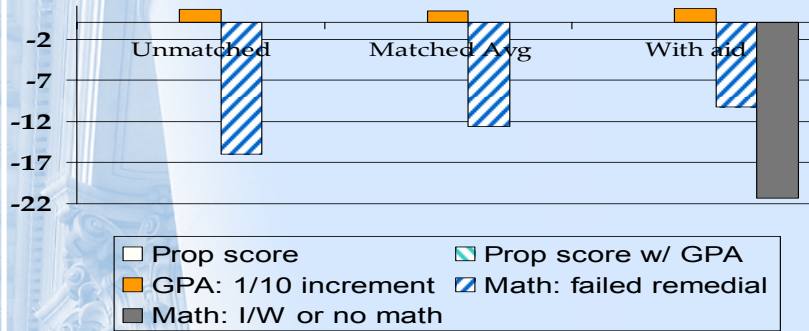 -2
Unmatched Matched Avg With aid
-7
-12
-17
-22
Prop score Prop score w/ GPA
GPA: 1/10 increment Math: failed remedial
Math: I/W or no math